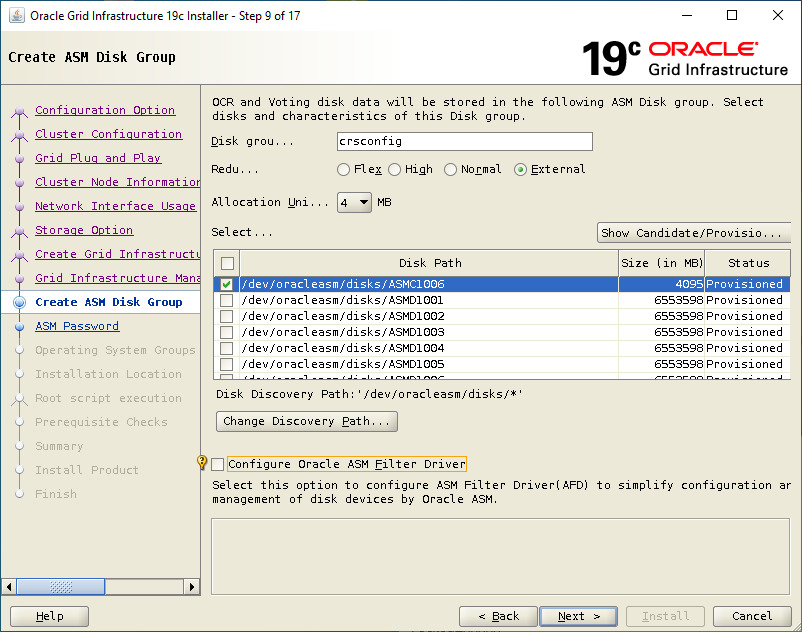 Oracle Grid Infrastructure 19c Installer - Step 9 of 17
Create ASM Disk Group
19c ORACLE
Grid Infrastructure
Configuration Option
Cluster Configuration
Grid Plug and Play
Cluster Node Information
Network Interface Usage
Storage Option
Create Grid Infrastructu
Grid Infrastructure Mana
Create ASM Disk Group
ASM Password
Operating System Groups
Installation Location
Root script execution
Prerequisite Checks
Summary
Install Product
Finish
OCR and Voting disk data will be stored in the following ASM Disk group. Select
disks and characteristics of this Disk group.
Disk grou... crsconfig
Redu... Flex High Normal External
Allocation Uni... 4 MB
Select... Show Candidate/Provisio...
Disk Path Size (in MB) Status
/dev/oracleasm/disks/ASMC1006 4095 Provisioned
/dev/oracleasm/disks/ASMD1001 6553598 Provisioned
/dev/oracleasm/disks/ASMD1002 6553598 Provisioned
/dev/oracleasm/disks/ASMD1003 6553598 Provisioned
/dev/oracleasm/disks/ASMD1004 6553598 Provisioned
/dev/oracleasm/disks/ASMD1005 6553598 Provisioned
Disk Discovery Path:'/dev/oracleasm/disks/*'
Change Discovery Path...
Configure Oracle ASM Filter Driver
Select this option to configure ASM Filter Driver(AFD) to simplify configuration ar
management of disk devices by Oracle ASM.
Help < Back Next > Install Cancel